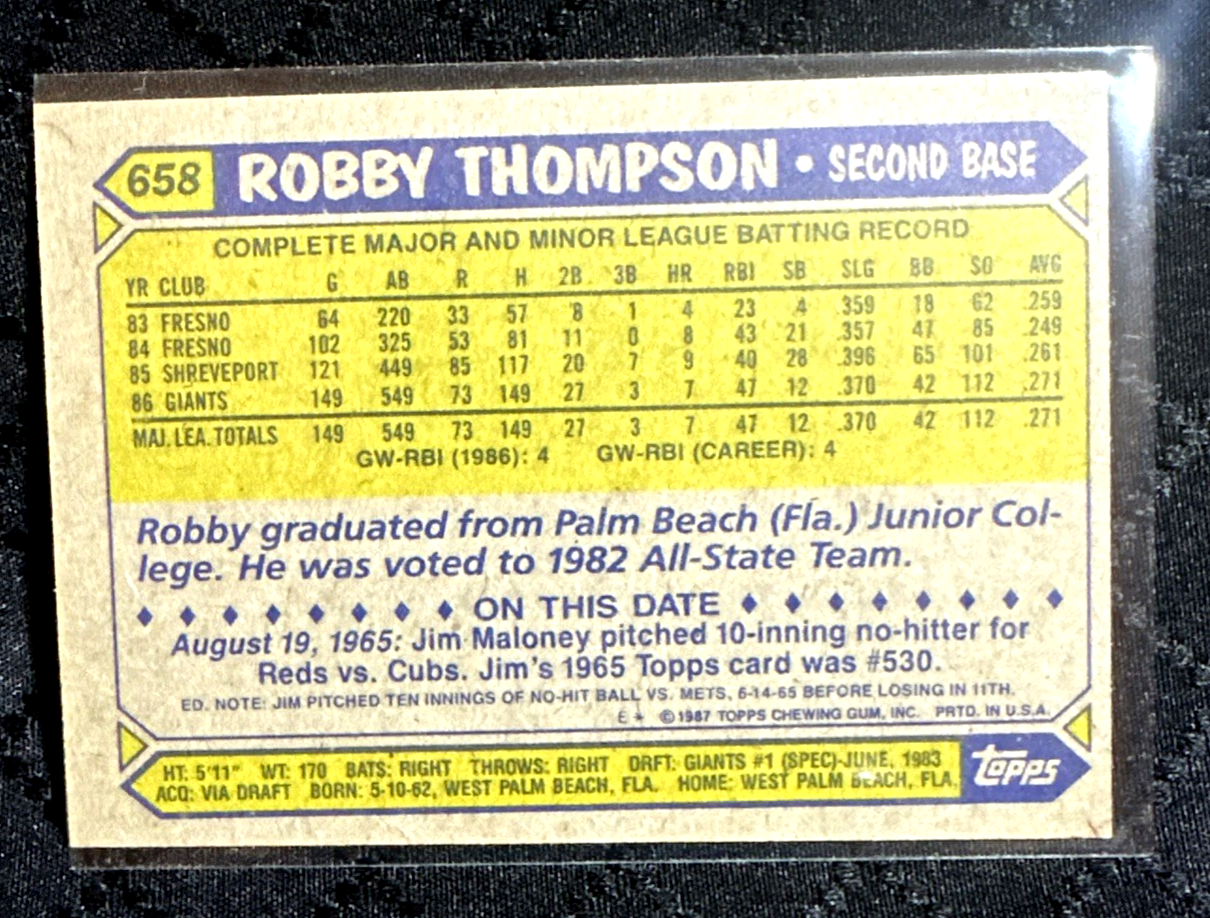 658 ROBBY THOMPSON • SECOND BASE
COMPLETE MAJOR AND MINOR LEAGUE BATTING RECORD
YR CLUB G AB R H 2B 3B HR RBI SB SLG BB SO AVG
83 FRESNO 64 220 33 57 8 1 4 23 4 .359 18 62 .259
84 FRESNO 102 325 53 81 11 0 8 43 21 .357 47 85 .249
85 SHREVEPORT 121 449 85 117 20 7 9 40 28 .396 65 101 .261
86 GIANTS 149 549 73 149 27 3 7 47 12 .370 42 112 .271
MAJ. LEA. TOTALS 149 549 73 149 27 3 7 47 12 .370 42 112 .271
GW-RBI (1986): 4 GW-RBI (CAREER): 4
Robby graduated from Palm Beach (Fla.) Junior Col-
lege. He was voted to 1982 All-State Team.
♦ ♦ ♦ ♦ ♦ ♦ ♦ ♦ ON THIS DATE ♦ ♦ ♦ ♦ ♦ ♦ ♦ ♦
August 19, 1965: Jim Maloney pitched 10-inning no-hitter for
Reds vs. Cubs. Jim's 1965 Topps card was #530.
ED. NOTE: JIM PITCHED TEN INNINGS OF NO-HIT BALL VS. METS, 6-14-65 BEFORE LOSING IN 11TH.
E * © 1987 TOPPS CHEWING GUM, INC. PRTD. IN U.S.A.
HT: 5'11" WT: 170 BATS: RIGHT THROWS: RIGHT DRFT: GIANTS #1 (SPEC)-JUNE, 1983
ACQ: VIA DRAFT BORN: 5-10-62, WEST PALM BEACH, FLA. HOME: WEST PALM BEACH, FLA.
topps